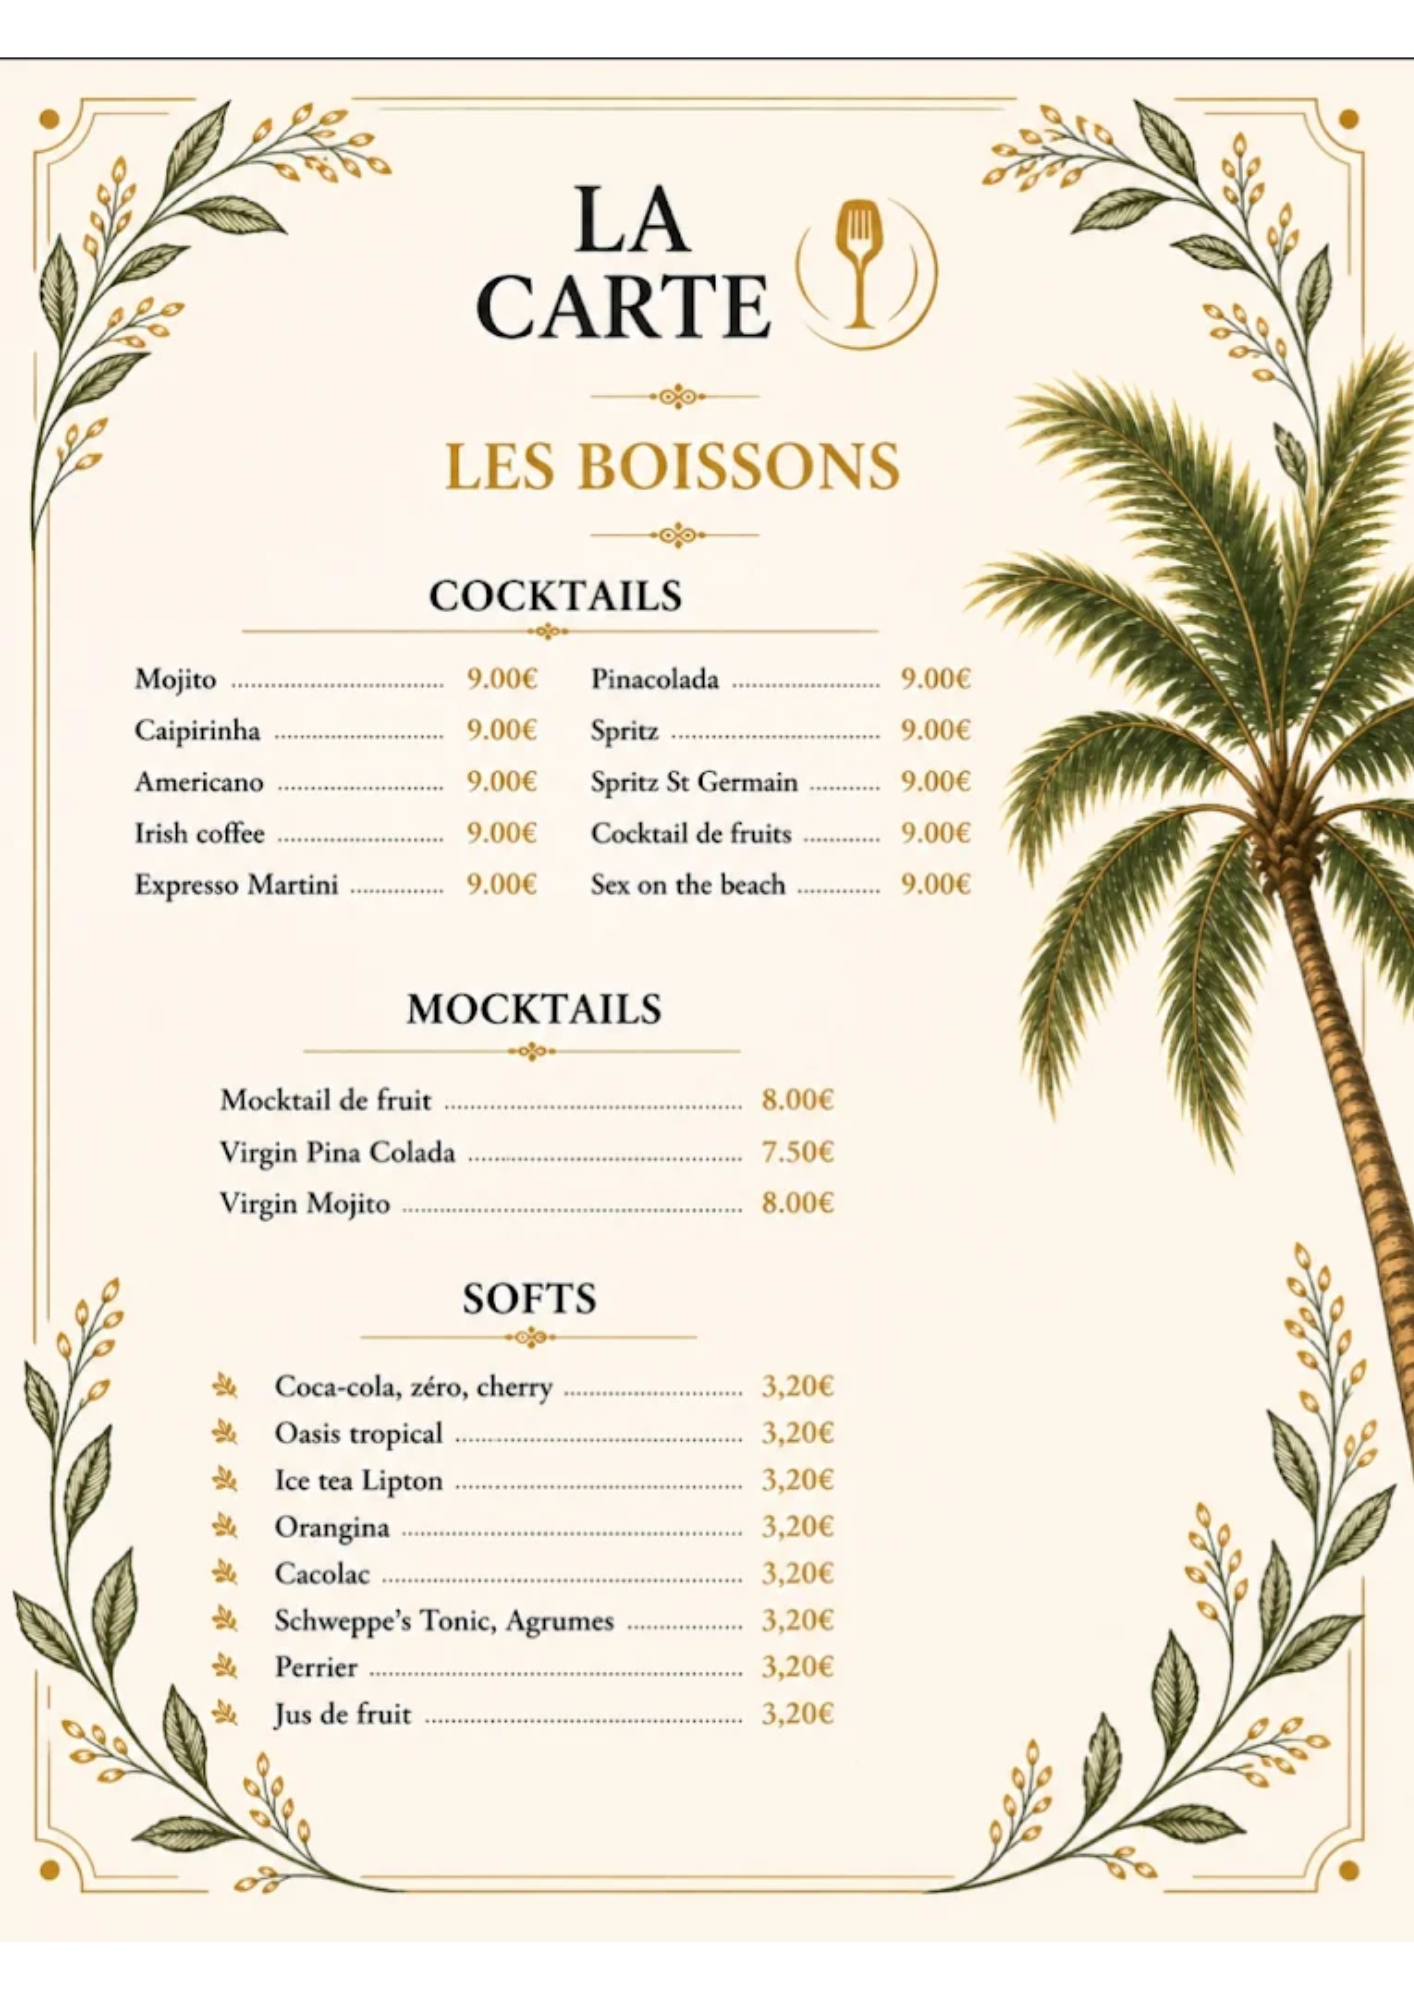 LA
CARTE
LES BOISSONS
COCKTAILS
Mojito 9.00€
Caipirinha 9.00€
Americano 9.00€
Irish coffee 9.00€
Expresso Martini 9.00€
Pinacolada 9.00€
Spritz 9.00€
Spritz St Germain 9.00€
Cocktail de fruits 9.00€
Sex on the beach 9.00€
MOCKTAILS
Mocktail de fruit 8.00€
Virgin Pina Colada 7.50€
Virgin Mojito 8.00€
SOFTS
Coca-cola, zéro, cherry 3,20€
Oasis tropical 3,20€
Ice tea Lipton 3,20€
Orangina 3,20€
Cacolac 3,20€
Schweppe’s Tonic, Agrumes 3,20€
Perrier 3,20€
Jus de fruit 3,20€